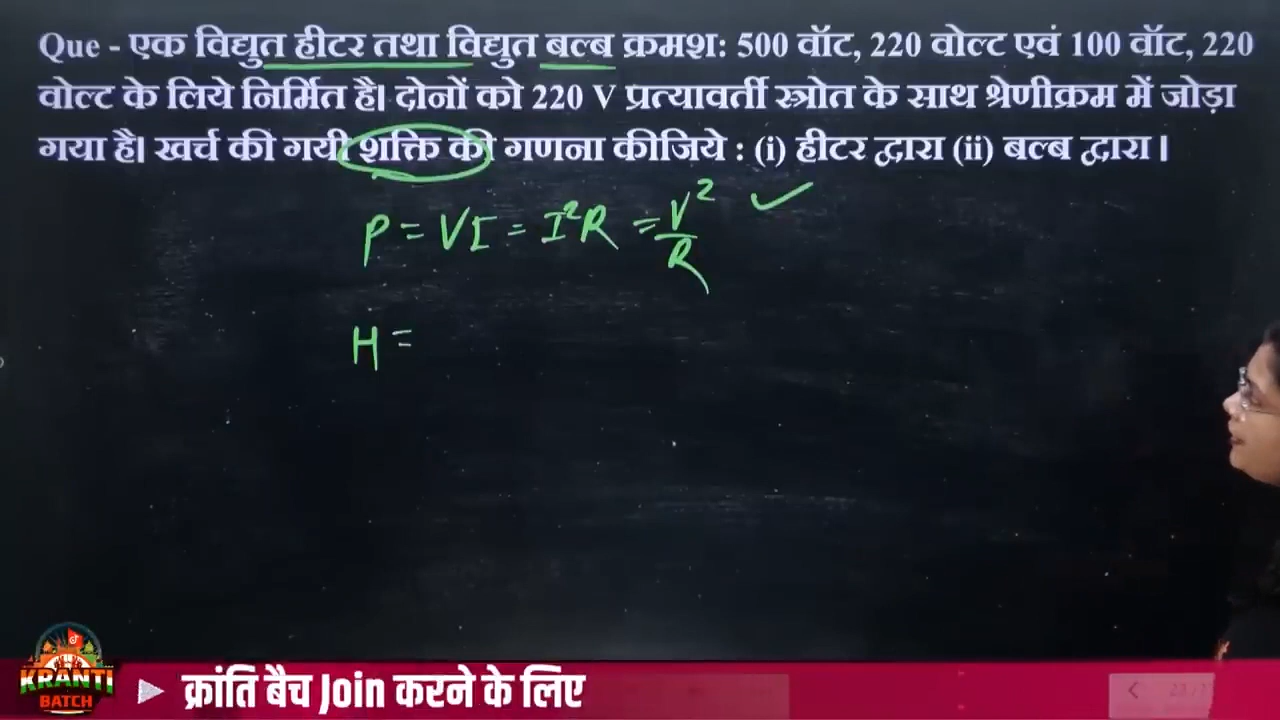 Que - एक विद्युत हीटर तथा विद्युत बल्ब क्रमश: 500 वॉट, 220 वोल्ट एवं 100 वॉट, 220
वोल्ट के लिये निर्मित है। दोनों को 220 V प्रत्यावर्ती स्त्रोत के साथ श्रेणीक्रम में जोड़ा
गया है। खर्च की गयी शक्ति की गणना कीजिये : (i) हीटर द्वारा (ii) बल्ब द्वारा ।
P = VI = I²R = V²/R
H =
KRANTI
BATCH
क्रांति बैच Join करने के लिए